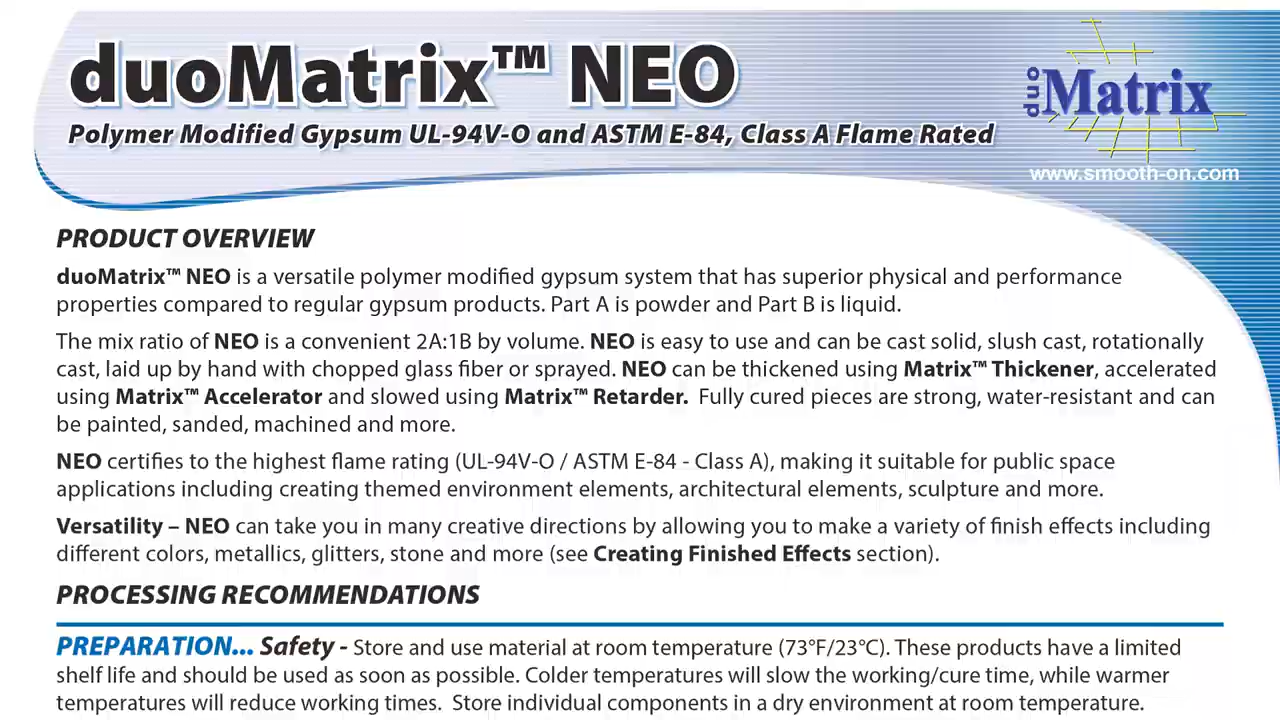 duoMatrix™ NEO
Polymer Modified Gypsum UL-94V-O and ASTM E-84, Class A Flame Rated
duo Matrix
www.smooth-on.com
PRODUCT OVERVIEW
duoMatrix™ NEO is a versatile polymer modified gypsum system that has superior physical and performance
properties compared to regular gypsum products. Part A is powder and Part B is liquid.
The mix ratio of NEO is a convenient 2A:1B by volume. NEO is easy to use and can be cast solid, slush cast, rotationally
cast, laid up by hand with chopped glass fiber or sprayed. NEO can be thickened using Matrix™ Thickener, accelerated
using Matrix™ Accelerator and slowed using Matrix™ Retarder. Fully cured pieces are strong, water-resistant and can
be painted, sanded, machined and more.
NEO certifies to the highest flame rating (UL-94V-O / ASTM E-84 - Class A), making it suitable for public space
applications including creating themed environment elements, architectural elements, sculpture and more.
Versatility – NEO can take you in many creative directions by allowing you to make a variety of finish effects including
different colors, metallics, glitters, stone and more (see Creating Finished Effects section).
PROCESSING RECOMMENDATIONS
PREPARATION... Safety - Store and use material at room temperature (73°F/23°C). These products have a limited
shelf life and should be used as soon as possible. Colder temperatures will slow the working/cure time, while warmer
temperatures will reduce working times. Store individual components in a dry environment at room temperature.